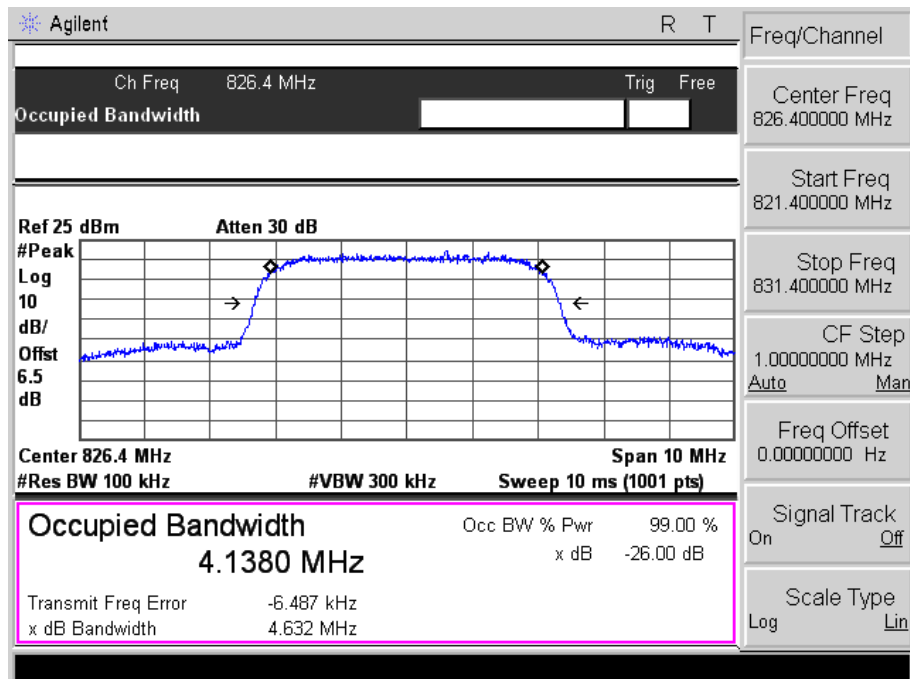 Agilent R T
Ch Freq 826.4 MHz Trig Free
Occupied Bandwidth
Ref 25 dBm Atten 30 dB
#Peak
Log
10
dB/
Offst
6.5
dB
Center 826.4 MHz Span 10 MHz
#Res BW 100 kHz #VBW 300 kHz Sweep 10 ms (1001 pts)
Occupied Bandwidth
4.1380 MHz
Occ BW % Pwr 99.00 %
x dB -26.00 dB
Transmit Freq Error -6.487 kHz
x dB Bandwidth 4.632 MHz
Freq/Channel
Center Freq
826.400000 MHz
Start Freq
821.400000 MHz
Stop Freq
831.400000 MHz
CF Step
1.00000000 MHz
Auto Man
Freq Offset
0.00000000 Hz
Signal Track
On Off
Scale Type
Log Lin